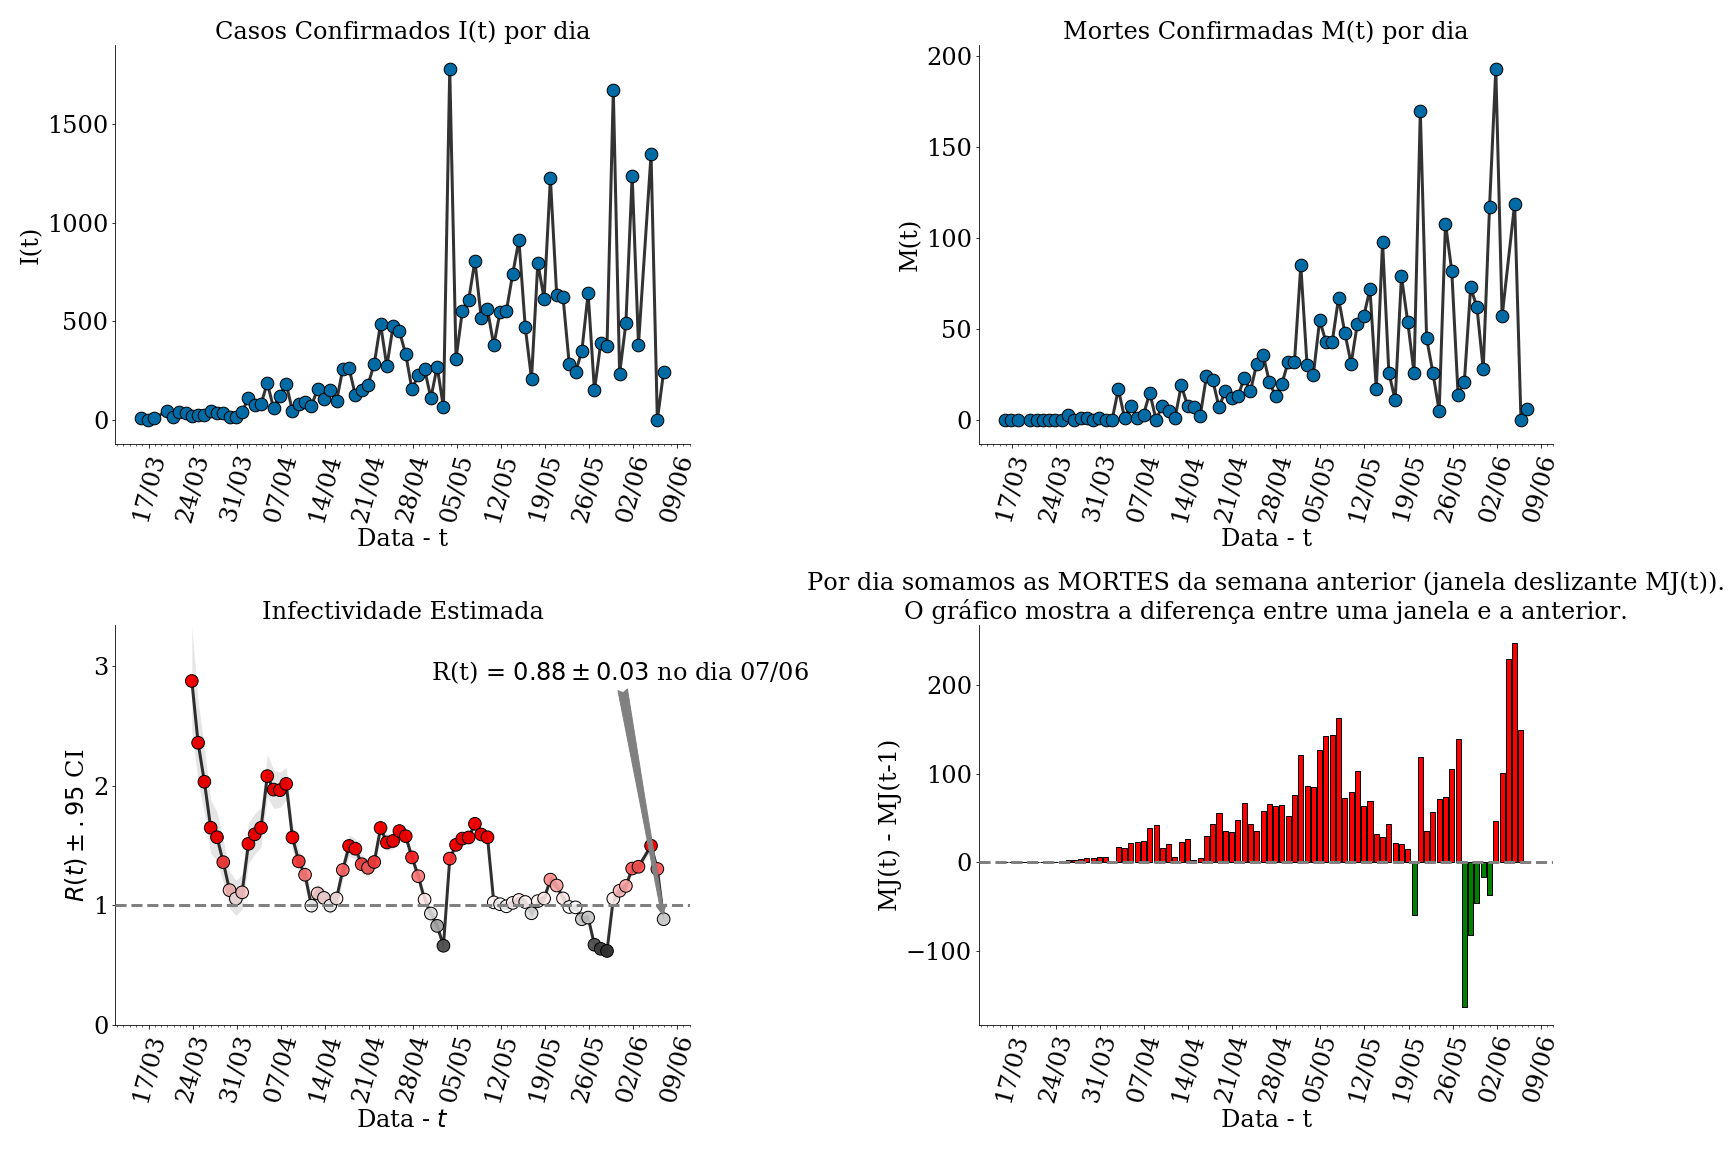 Casos Confirmados I(t) por dia
I(t)
1500
1000
500
0
17/03 24/03 31/03 07/04 14/04 21/04 28/04 05/05 12/05 19/05 26/05 02/06 09/06
Data - t
Mortes Confirmadas M(t) por dia
M(t)
200
150
100
50
0
17/03 24/03 31/03 07/04 14/04 21/04 28/04 05/05 12/05 19/05 26/05 02/06 09/06
Data - t
Infectividade Estimada
R(t) = 0.88 ± 0.03 no dia 07/06
R(t) ± .95 CI
3
2
1
0
17/03 24/03 31/03 07/04 14/04 21/04 28/04 05/05 12/05 19/05 26/05 02/06 09/06
Data - t
Por dia somamos as MORTES da semana anterior (janela deslizante MJ(t)).
O gráfico mostra a diferença entre uma janela e a anterior.
MJ(t) - MJ(t-1)
200
100
0
−100
17/03 24/03 31/03 07/04 14/04 21/04 28/04 05/05 12/05 19/05 26/05 02/06 09/06
Data - t